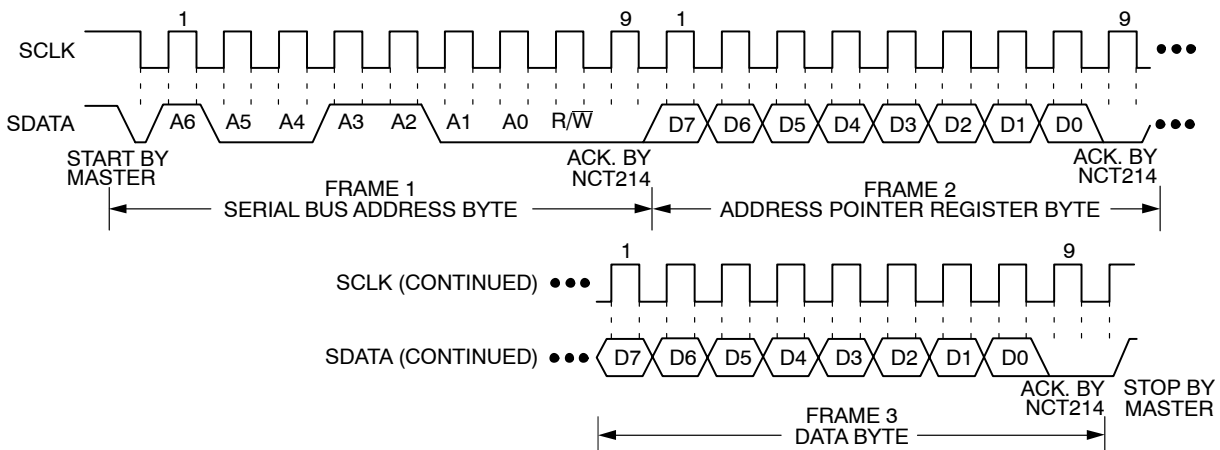 1 9 1 9
SCLK
SDATA A6 A5 A4 A3 A2 A1 A0 R/W̅ D7 D6 D5 D4 D3 D2 D1 D0
START BY MASTER
ACK. BY NCT214
ACK. BY NCT214
FRAME 1
SERIAL BUS ADDRESS BYTE
FRAME 2
ADDRESS POINTER REGISTER BYTE
1 9
SCLK (CONTINUED)
SDATA (CONTINUED) D7 D6 D5 D4 D3 D2 D1 D0
ACK. BY NCT214
STOP BY MASTER
FRAME 3
DATA BYTE